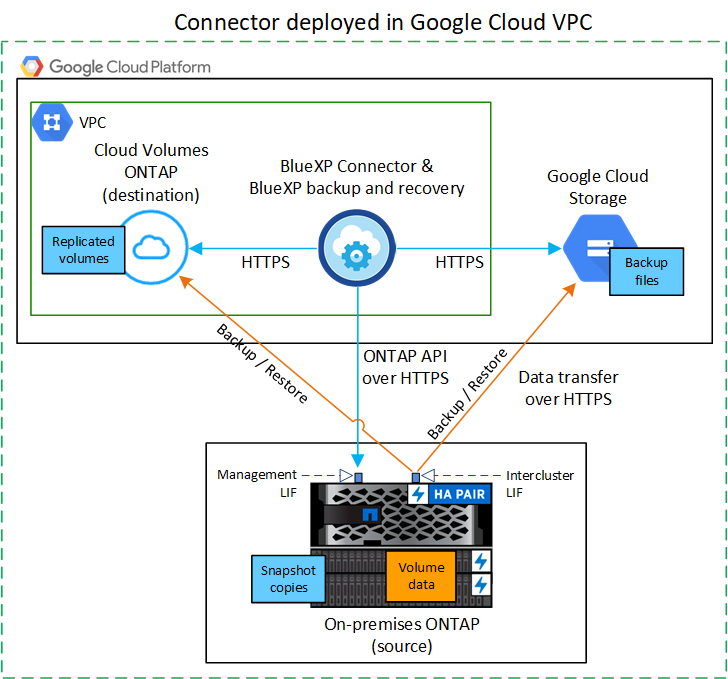 Connector deployed in Google Cloud VPC
Google Cloud Platform
VPC
Cloud Volumes
ONTAP
(destination)
BlueXP Connector &
BlueXP backup and recovery
Google Cloud
Storage
Replicated
volumes
HTTPS
HTTPS
Backup
files
Backup / Restore
ONTAP API
over HTTPS
Backup / Restore
Data transfer
over HTTPS
Management
LIF
Intercluster
LIF
HA PAIR
Snapshot
copies
Volume
data
On-premises ONTAP
(source)